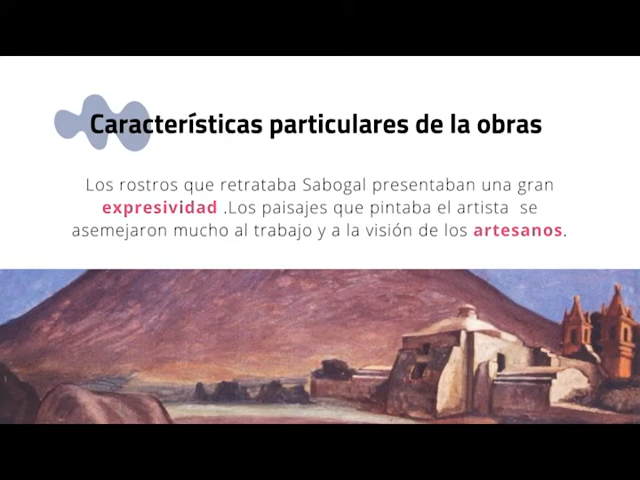 Características particulares de la obras
Los rostros que retrataba Sabogal presentaban una gran
expresividad .Los paisajes que pintaba el artista se
asemejaron mucho al trabajo y a la visión de los artesanos.